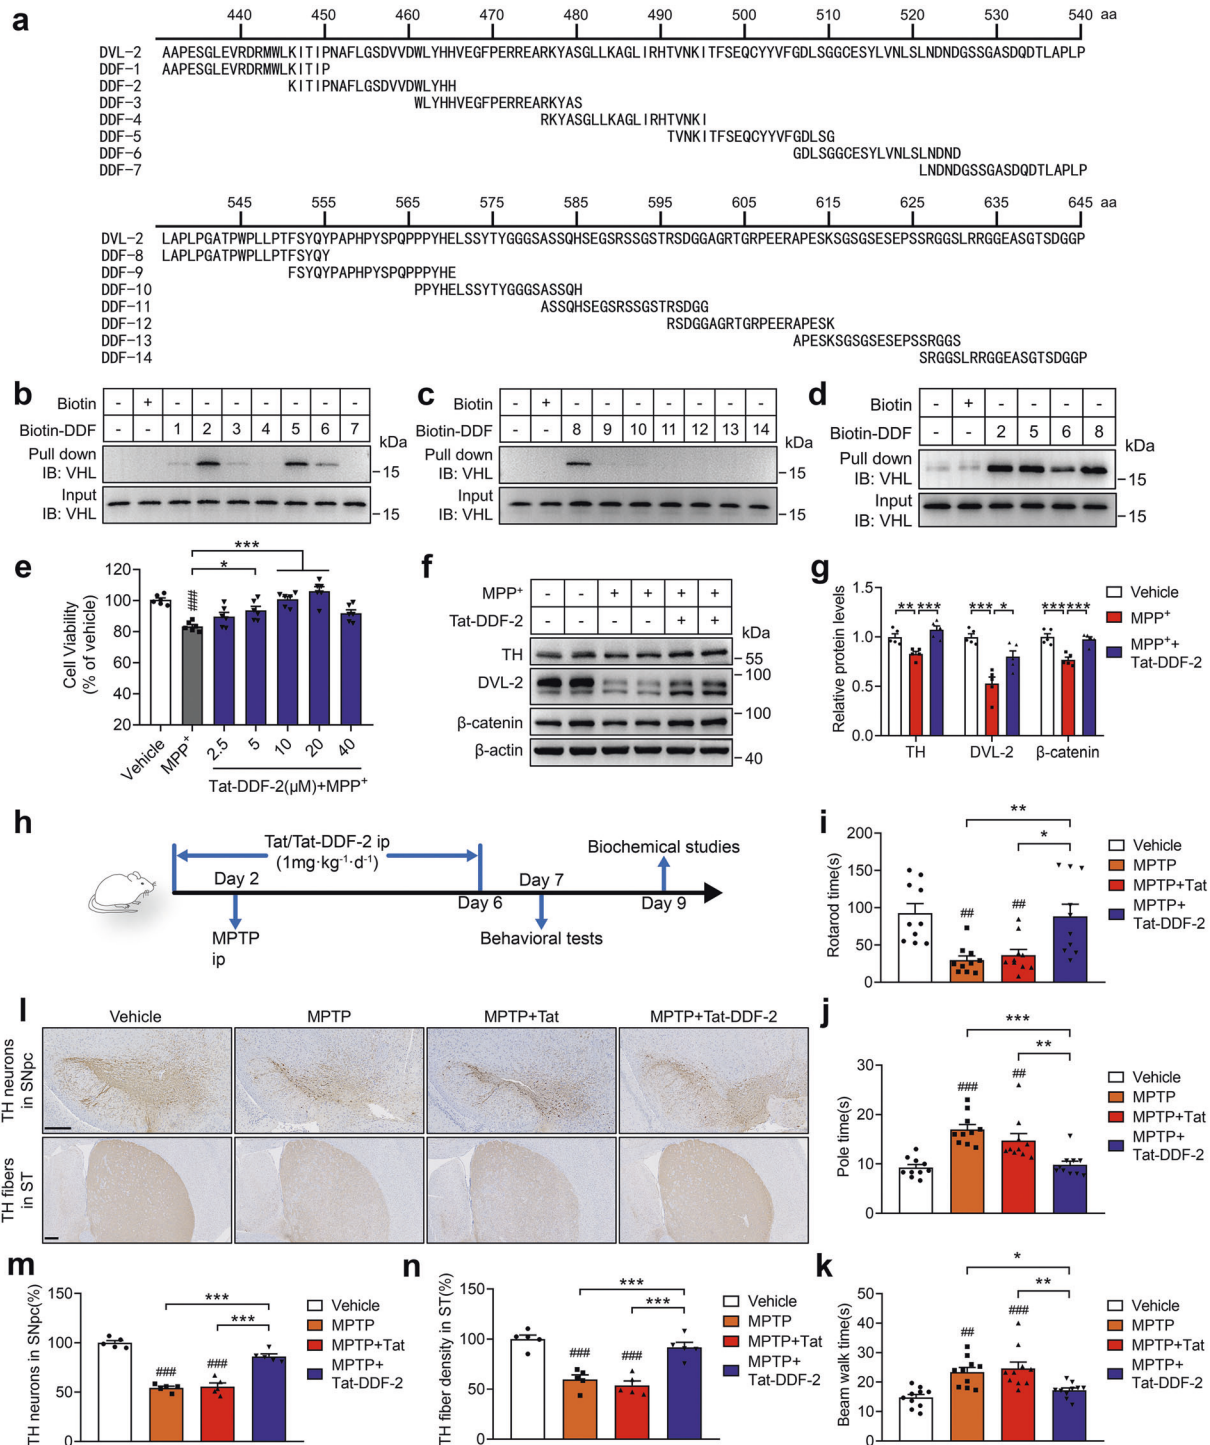 a
440 450 460 470 480 490 500 510 520 530 540 aa
DVL-2 AAPESGLEVRDRMWLKITIPNAFLGSDVVDWLYHHVEGFPERREARKYASGLLKAGLIRHTVNKITFSEQCYYVFGDLSGGCESYLVNLSLNDNDGSSGASDQDTLAPLP
DDF-1 AAPESGLEVRDRMWLKITIP
DDF-2 KITIPNAFLGSDVVDWLYHH
DDF-3 WLYHHVEGFPERREARKYAS
DDF-4 RKYASGLLKAGLIRHTVNKI
DDF-5 TVNKITFSEQCYYVFGDLSG
DDF-6 GDLSGGCESYLVNLSLNDND
DDF-7 LNDNDGSSGASDQDTLAPLP
545 555 565 575 585 595 605 615 625 635 645 aa
DVL-2 LAPLPGATPWPLLPTFSYQYPAPHPYSPQPPPYHELSSYTYGGGSASSQHSEGSRSSGSTRSDGGAGRTGRPEERAPESKSGSGSESEPSSRGGSLRRGGEASGTSDGGP
DDF-8 LAPLPGATPWPLLPTFSYQY
DDF-9 FSYQYPAPHPYSPQPPPYHE
DDF-10 PPYHELSSYTYGGGSASSQH
DDF-11 ASSQHSEGSRSSGSTRSDGG
DDF-12 RSDGGAGRTGRPEERAPESK
DDF-13 APESKSGSGSESEPSSRGGS
DDF-14 SRGGSLRRGGEASGTSDGGP
b
Biotin - + - - - - - - -
Biotin-DDF - - 1 2 3 4 5 6 7
kDa
Pull down
IB: VHL
15
Input
IB: VHL
15
c
Biotin - + - - - - - - -
Biotin-DDF - - 8 9 10 11 12 13 14
kDa
Pull down
IB: VHL
15
Input
IB: VHL
15
d
Biotin - + - - - -
Biotin-DDF - - 2 5 6 8
kDa
Pull down
IB: VHL
15
Input
IB: VHL
15
e
Cell Viability
(% of vehicle)
120
100
80
60
40
20
###
*
***
Vehicle MPP+ 2.5 5 10 20 40
Tat-DDF-2(μM)+MPP+
f
MPP+ - - + + + +
Tat-DDF-2 - - - - + +
kDa
TH
55
DVL-2
100
β-catenin
100
β-actin
40
g
Relative protein levels
1.5
1.0
0.5
0.0
** *** *** * *** ***
TH DVL-2 β-catenin
Vehicle
MPP+
MPP++
Tat-DDF-2
h
Tat/Tat-DDF-2 ip
(1mg·kg-1·d-1)
Day 2
MPTP
ip
Day 6
Day 7
Behavioral tests
Biochemical studies
Day 9
i
Rotarod time(s)
200
150
100
50
0
## ##
**
*
Vehicle
MPTP
MPTP+Tat
MPTP+
Tat-DDF-2
l
Vehicle MPTP MPTP+Tat MPTP+Tat-DDF-2
TH neurons
in SNpc
TH fibers
in ST
j
Pole time(s)
30
20
10
0
### ##
***
**
Vehicle
MPTP
MPTP+Tat
MPTP+
Tat-DDF-2
m
TH neurons in SNpc(%)
150
100
50
0
### ###
***
***
Vehicle
MPTP
MPTP+Tat
MPTP+
Tat-DDF-2
n
TH fiber density in ST(%)
150
100
50
0
### ###
***
***
Vehicle
MPTP
MPTP+Tat
MPTP+
Tat-DDF-2
k
Beam walk time(s)
50
40
30
20
10
0
## ###
*
**
Vehicle
MPTP
MPTP+Tat
MPTP+
Tat-DDF-2